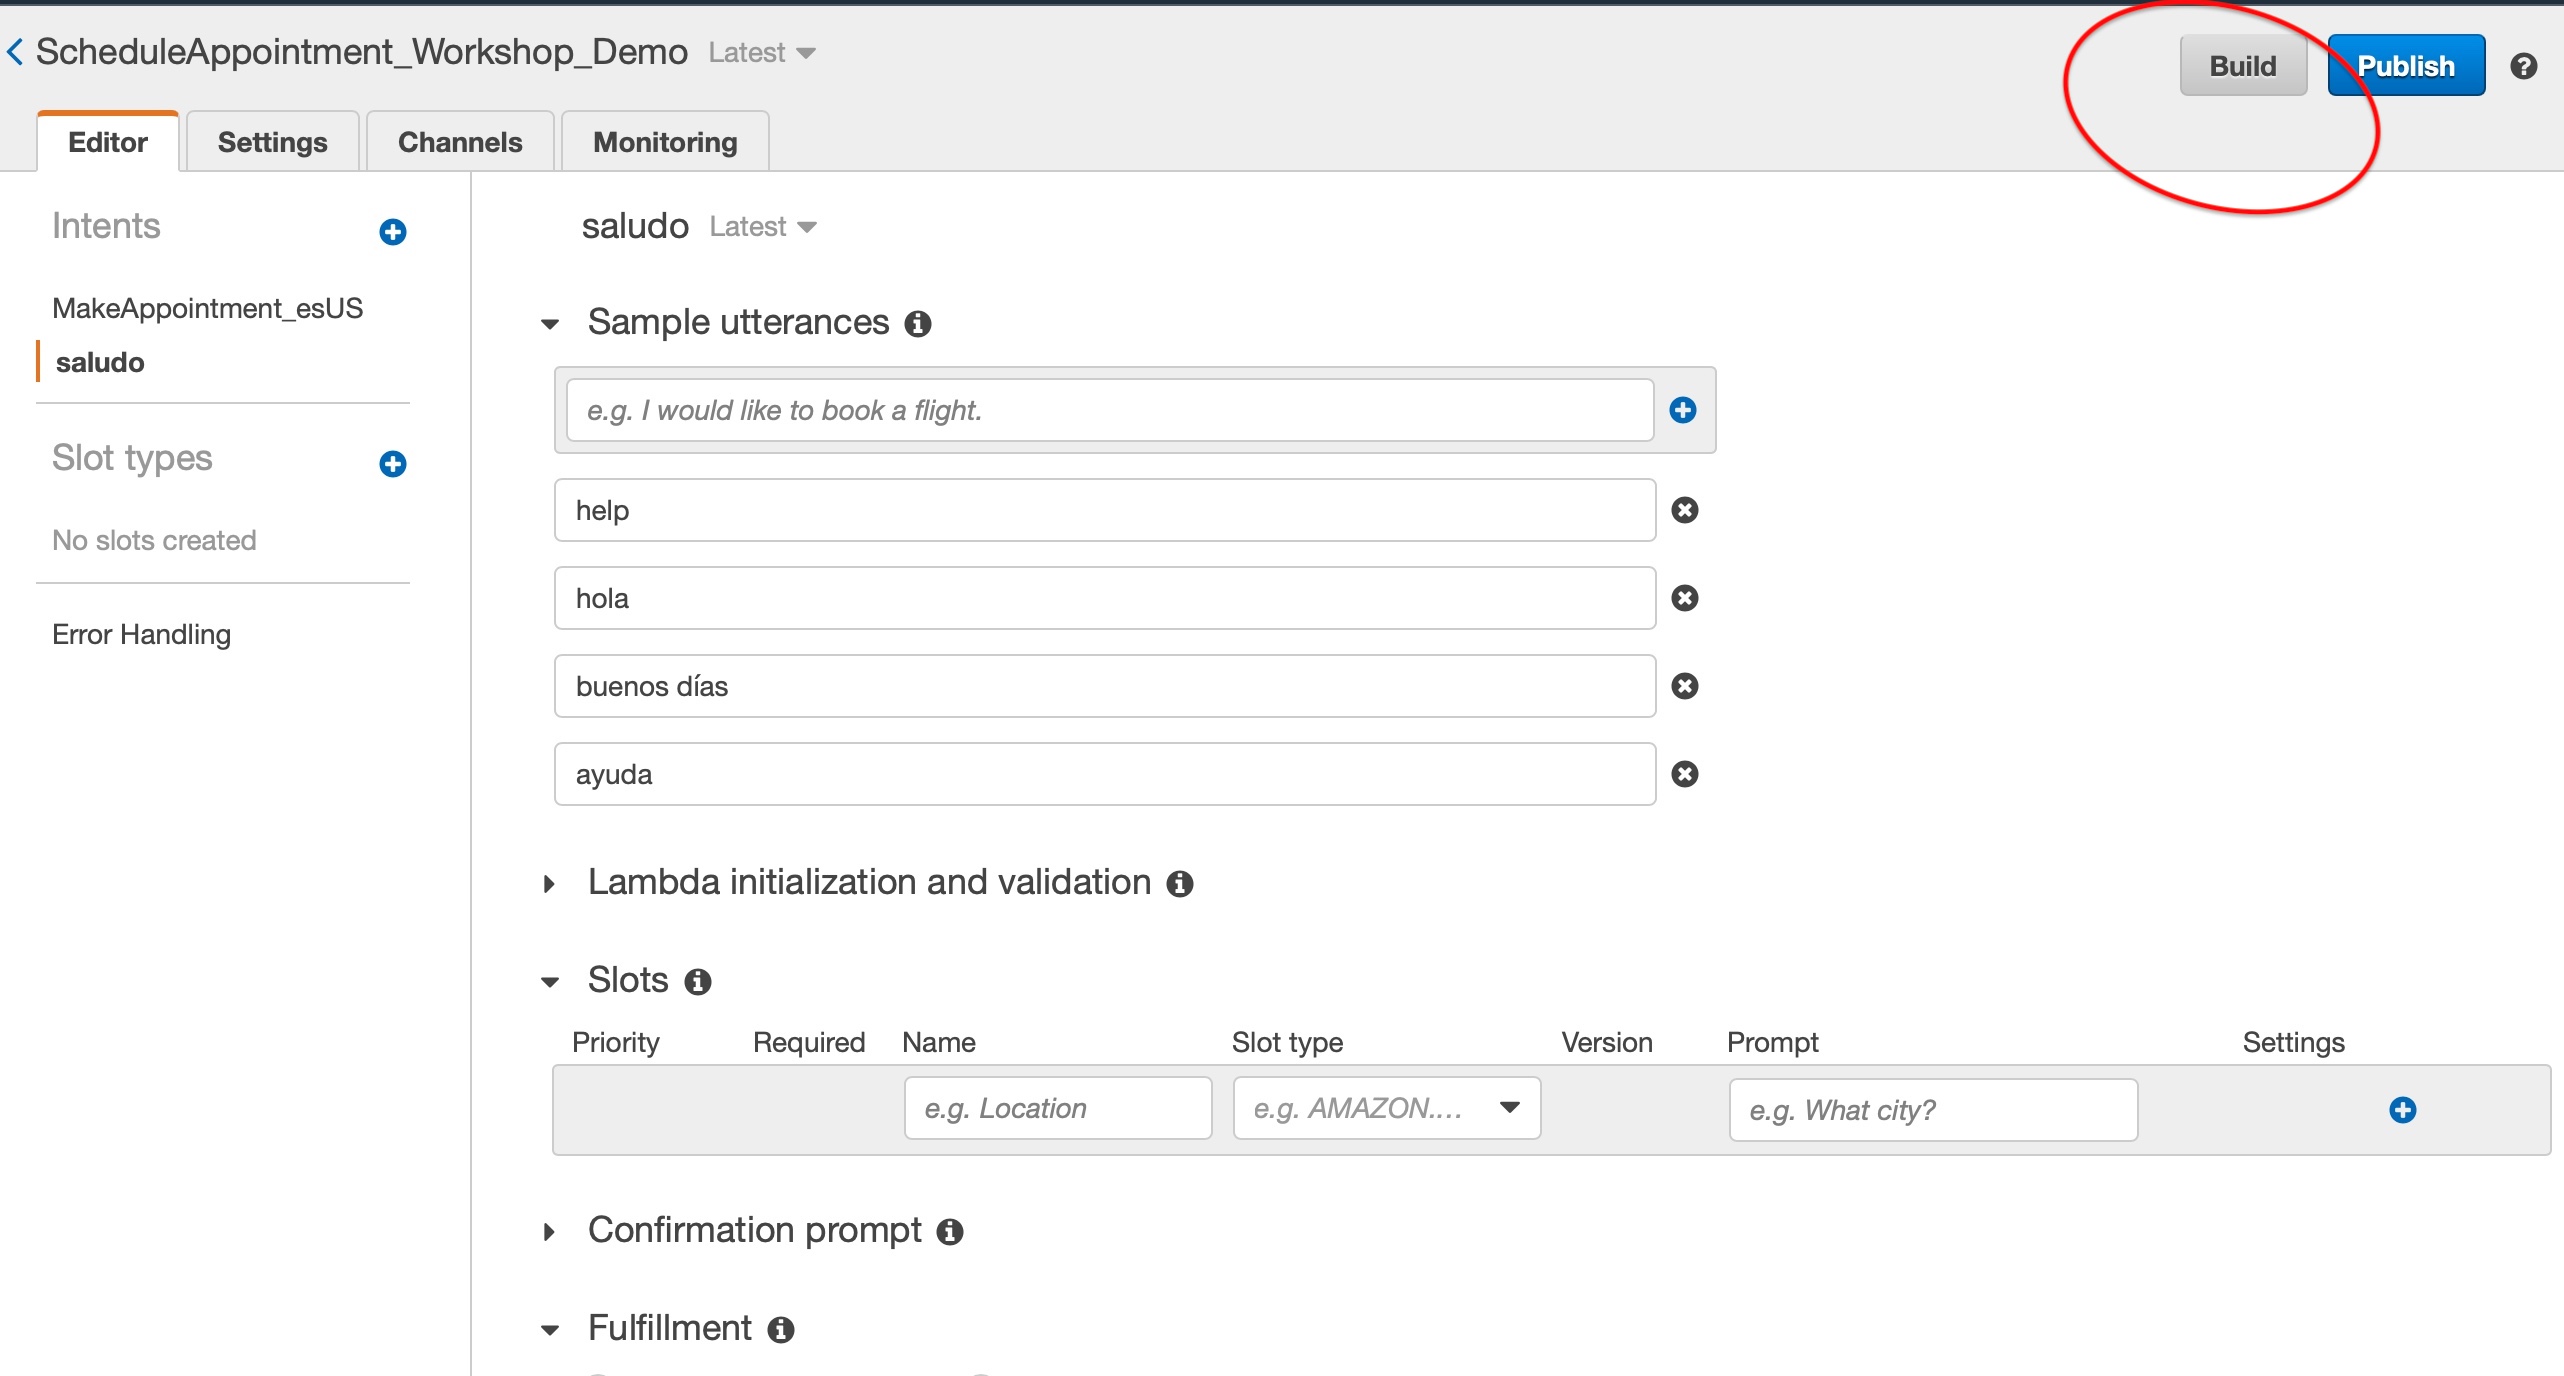 ScheduleAppointment_Workshop_Demo Latest
Build
Publish
Editor
Settings
Channels
Monitoring
Intents
MakeAppointment_esUS
saludo
Slot types
No slots created
Error Handling
saludo Latest
Sample utterances
e.g. I would like to book a flight.
help
hola
buenos días
ayuda
Lambda initialization and validation
Slots
Priority Required Name Slot type Version Prompt Settings
e.g. Location e.g. AMAZON.... e.g. What city?
Confirmation prompt
Fulfillment